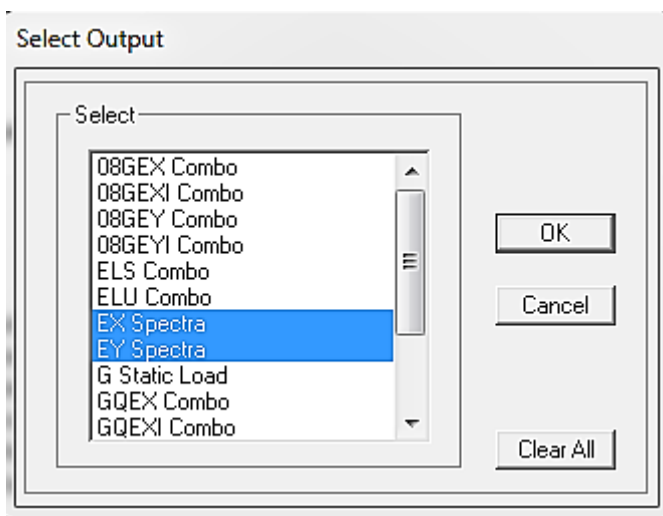 Select Output
Select
08GEX Combo
08GEXI Combo
08GEY Combo
08GEYI Combo
ELS Combo
ELU Combo
EX Spectra
EY Spectra
G Static Load
GQEX Combo
GQEXI Combo
OK
Cancel
Clear All